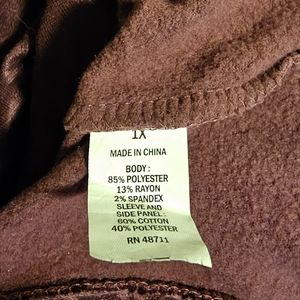 1X
MADE IN CHINA
BODY:
85% POLYESTER
13% RAYON
2% SPANDEX
SLEEVE AND
SIDE PANEL:
60% COTTON
40% POLYESTER
RN 48711